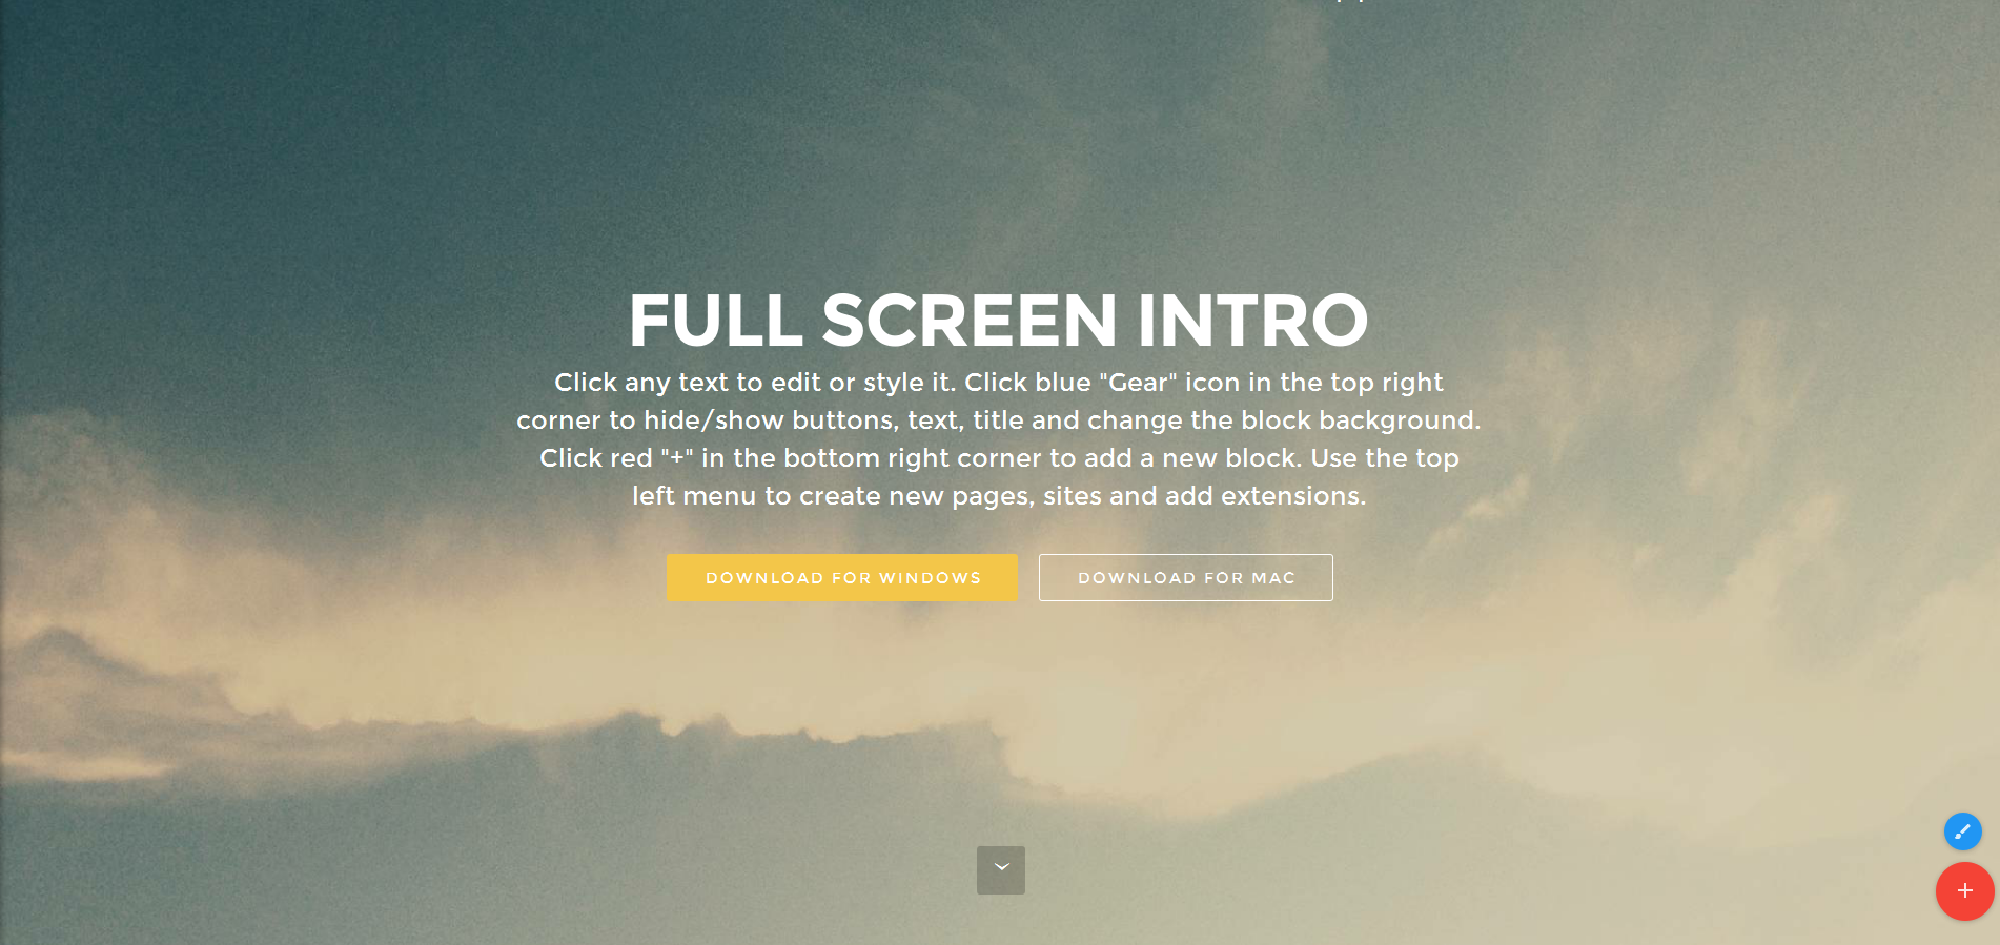 FULL SCREEN INTRO
Click any text to edit or style it. Click blue "Gear" icon in the top right
corner to hide/show buttons, text, title and change the block background.
Click red "+" in the bottom right corner to add a new block. Use the top
left menu to create new pages, sites and add extensions.
DOWNLOAD FOR WINDOWS
DOWNLOAD FOR MAC